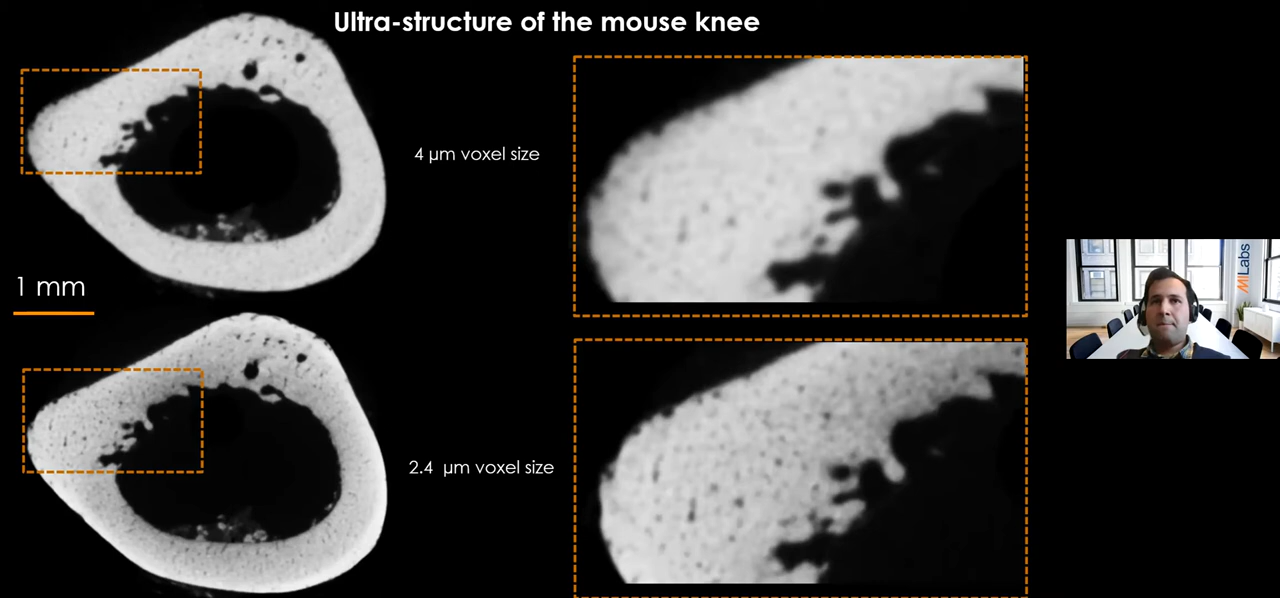 Ultra-structure of the mouse knee
4 µm voxel size
1 mm
2.4 µm voxel size
MILabs